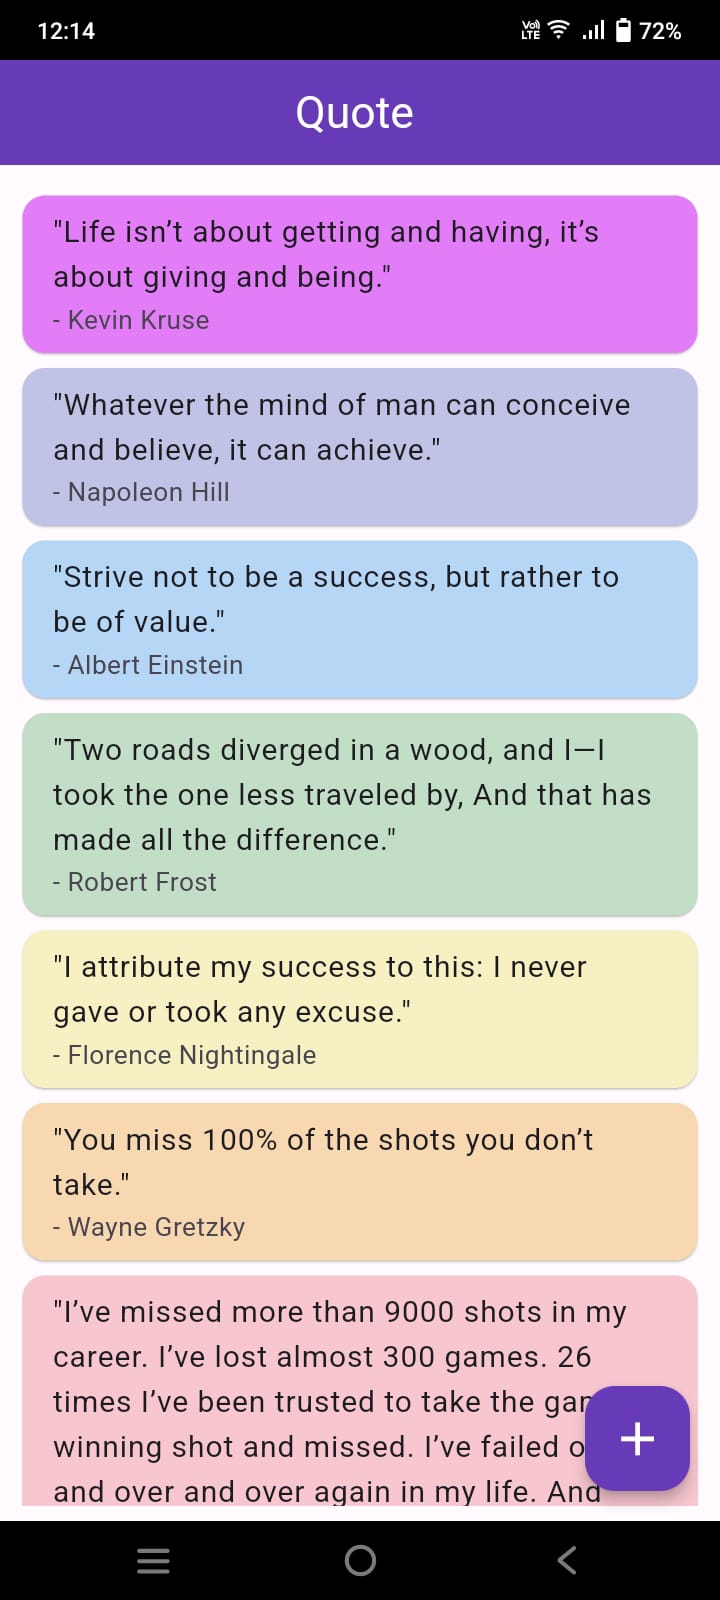 12:14
Vo) LTE 72%
Quote
"Life isn’t about getting and having, it’s
about giving and being."
- Kevin Kruse
"Whatever the mind of man can conceive
and believe, it can achieve."
- Napoleon Hill
"Strive not to be a success, but rather to
be of value."
- Albert Einstein
"Two roads diverged in a wood, and I—I
took the one less traveled by, And that has
made all the difference."
- Robert Frost
"I attribute my success to this: I never
gave or took any excuse."
- Florence Nightingale
"You miss 100% of the shots you don’t
take."
- Wayne Gretzky
"I’ve missed more than 9000 shots in my
career. I’ve lost almost 300 games. 26
times I’ve been trusted to take the
winning shot and missed. I’ve failed
and over and over again in my life. And
+